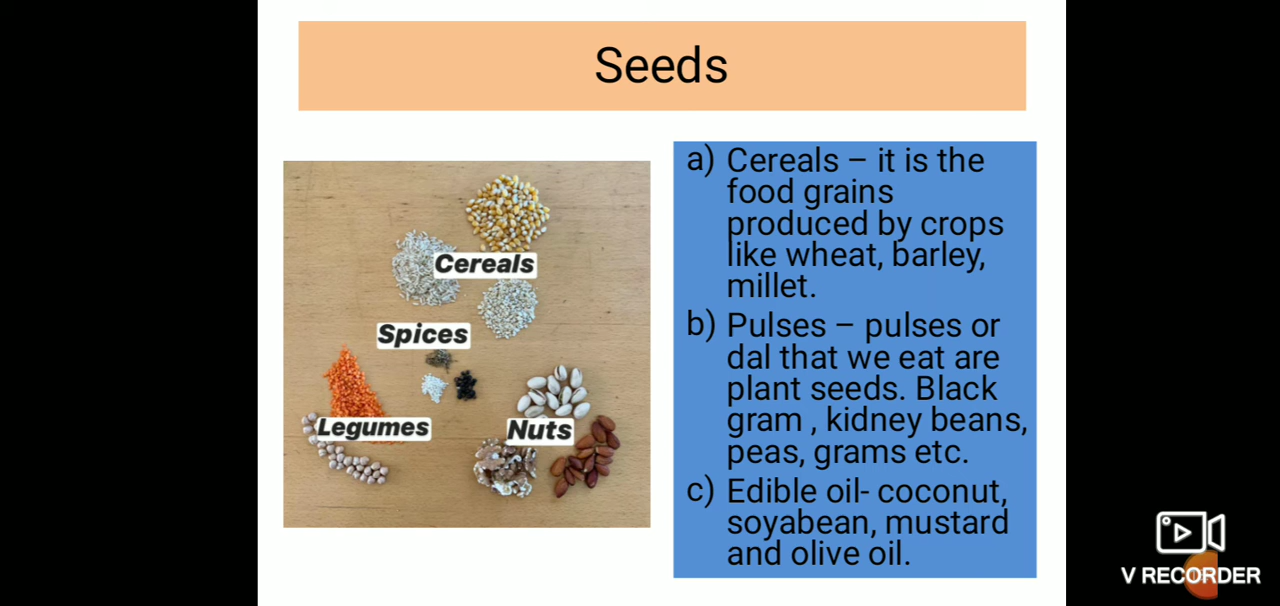 Seeds
Cereals
Spices
Legumes
Nuts
a) Cereals – it is the
food grains
produced by crops
like wheat, barley,
millet.
b) Pulses – pulses or
dal that we eat are
plant seeds. Black
gram , kidney beans,
peas, grams etc.
c) Edible oil- coconut,
soyabean, mustard
and olive oil.
V RECORDER